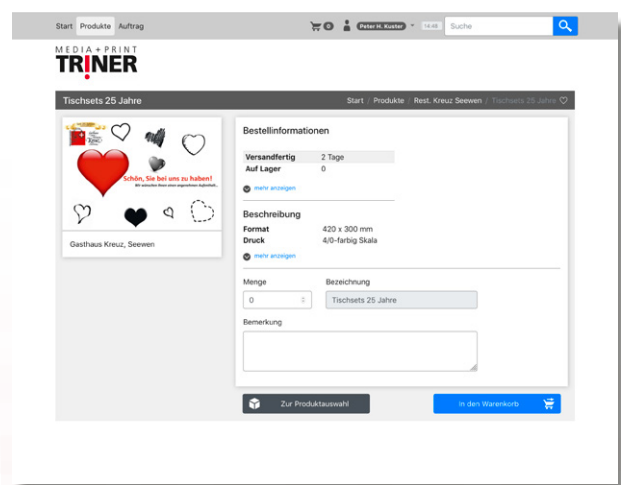 Start Produkte Auftrag 0 Peter H. Kuster 14:48 Suche
MEDIA + PRINT
TRINER
Tischsets 25 Jahre Start / Produkte / Rest. Kreuz Seewen / Tischsets 25 Jahre
Schön, Sie bei uns zu haben!
Gasthaus Kreuz, Seewen
Bestellinformationen
Versandfertig 2 Tage
Auf Lager 0
mehr anzeigen
Beschreibung
Format 420 x 300 mm
Druck 4/0-farbig Skala
mehr anzeigen
Menge Bezeichnung
0 Tischsets 25 Jahre
Bemerkung
Zur Produktauswahl In den Warenkorb